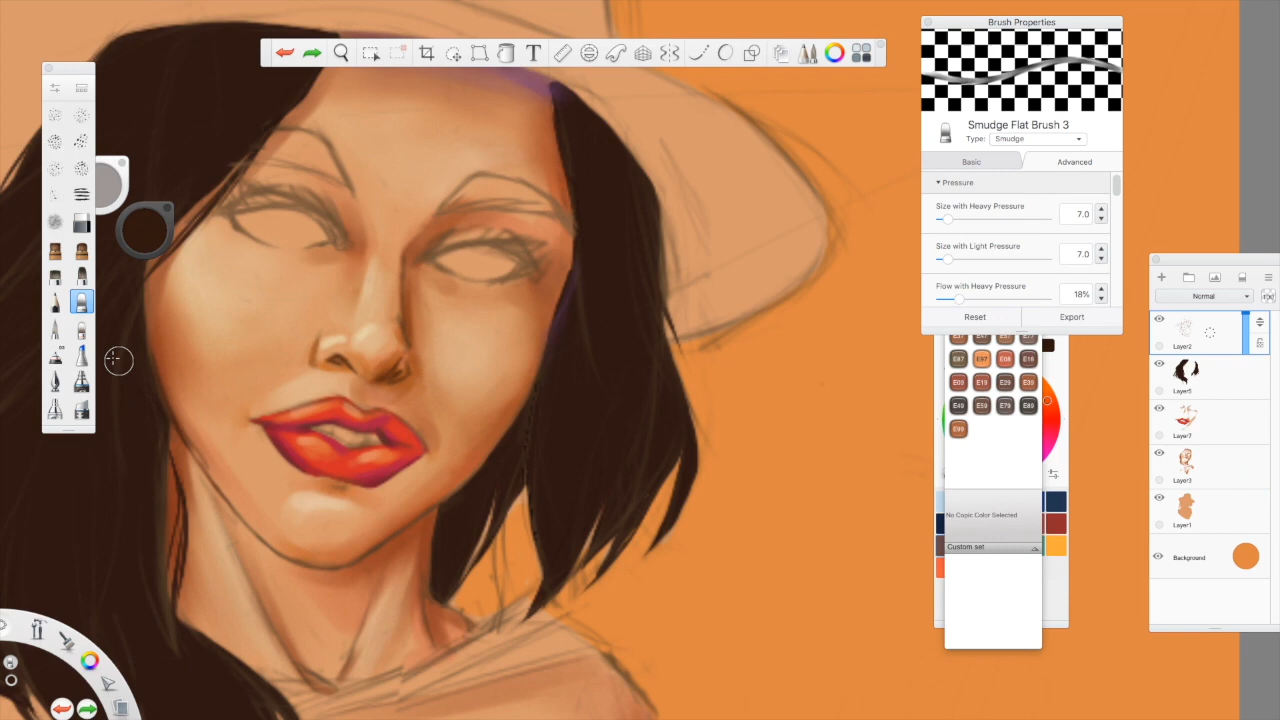 Brush Properties
Smudge Flat Brush 3
Type: Smudge
Basic
Advanced
Pressure
Size with Heavy Pressure
7.0
Size with Light Pressure
7.0
Flow with Heavy Pressure
18%
Reset
Export
T
E87
E97
E08
E18
E09
E19
E29
E39
E49
E59
E79
E89
E99
No Copic Color Selected
Custom set
Normal
Layer2
Layer5
Layer7
Layer3
Layer1
Background